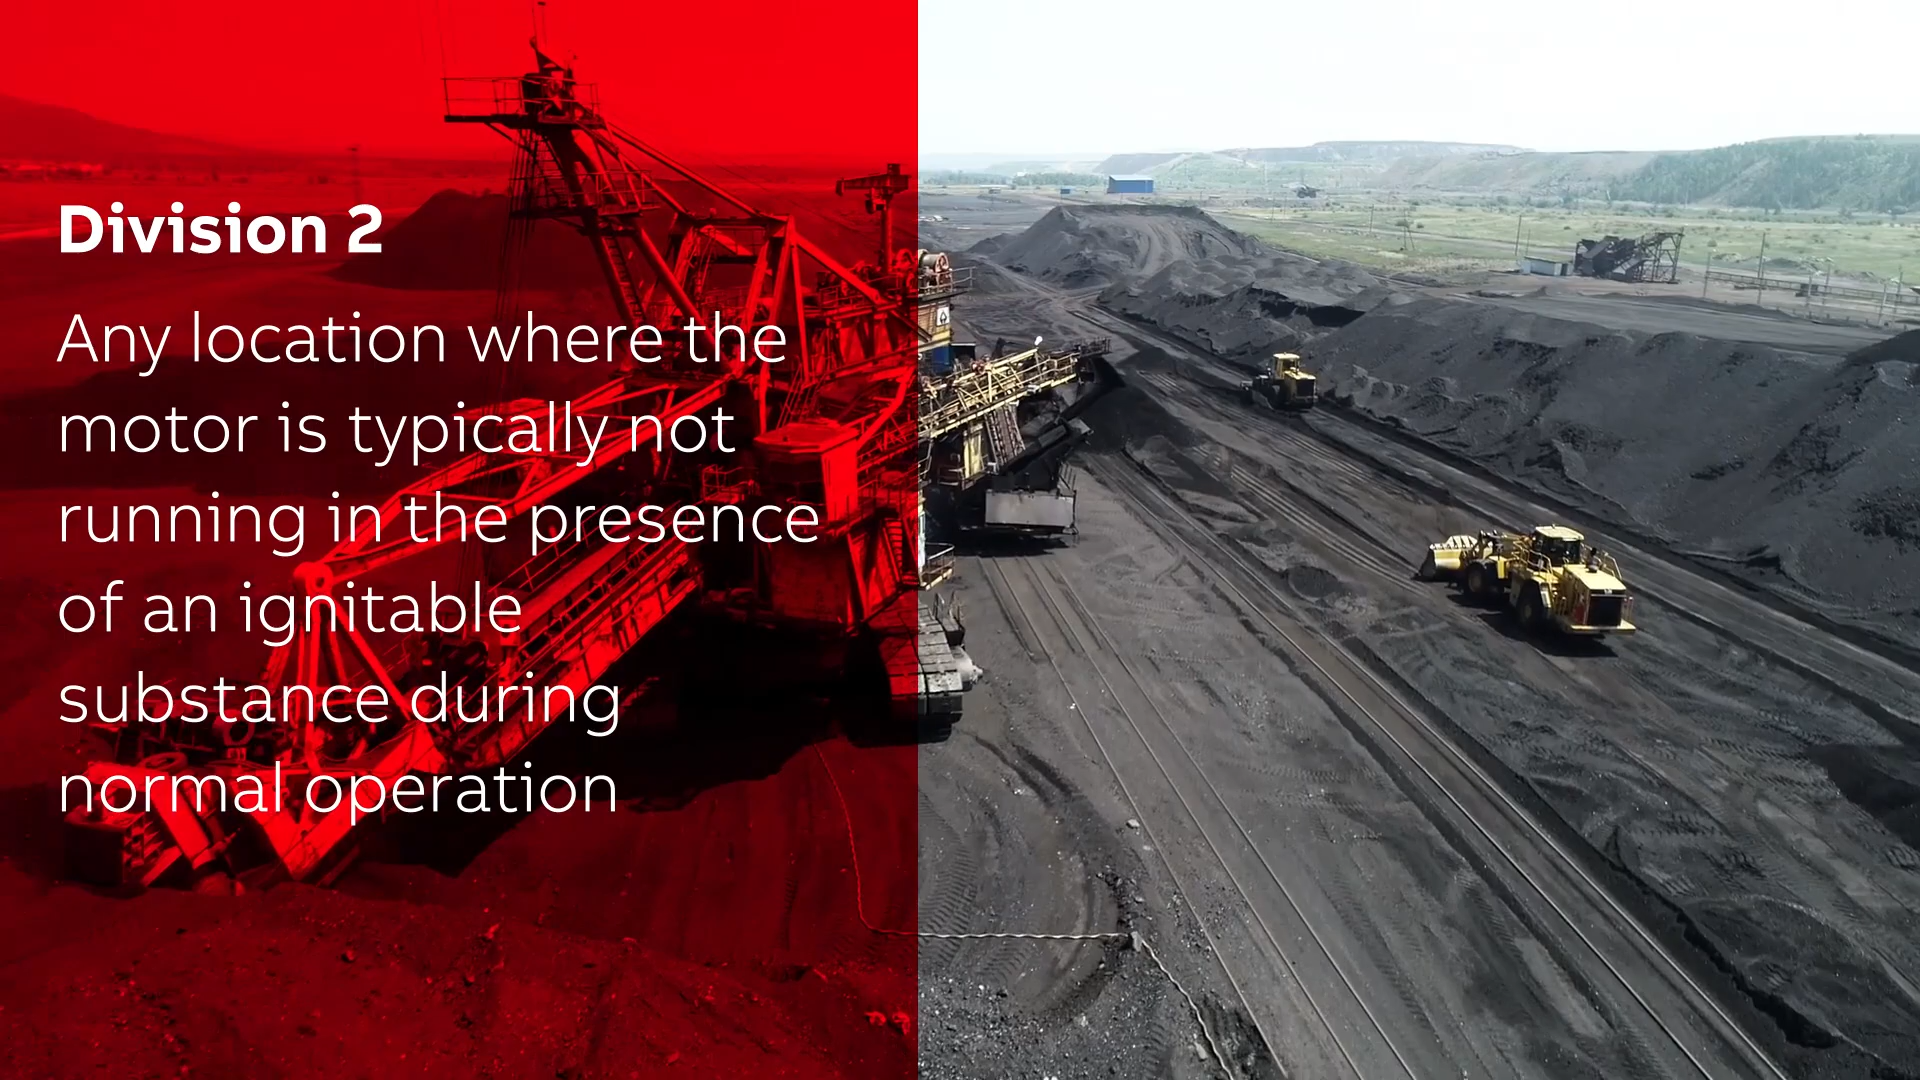 Division 2
Any location where the
motor is typically not
running in the presence
of an ignitable
substance during
normal operation